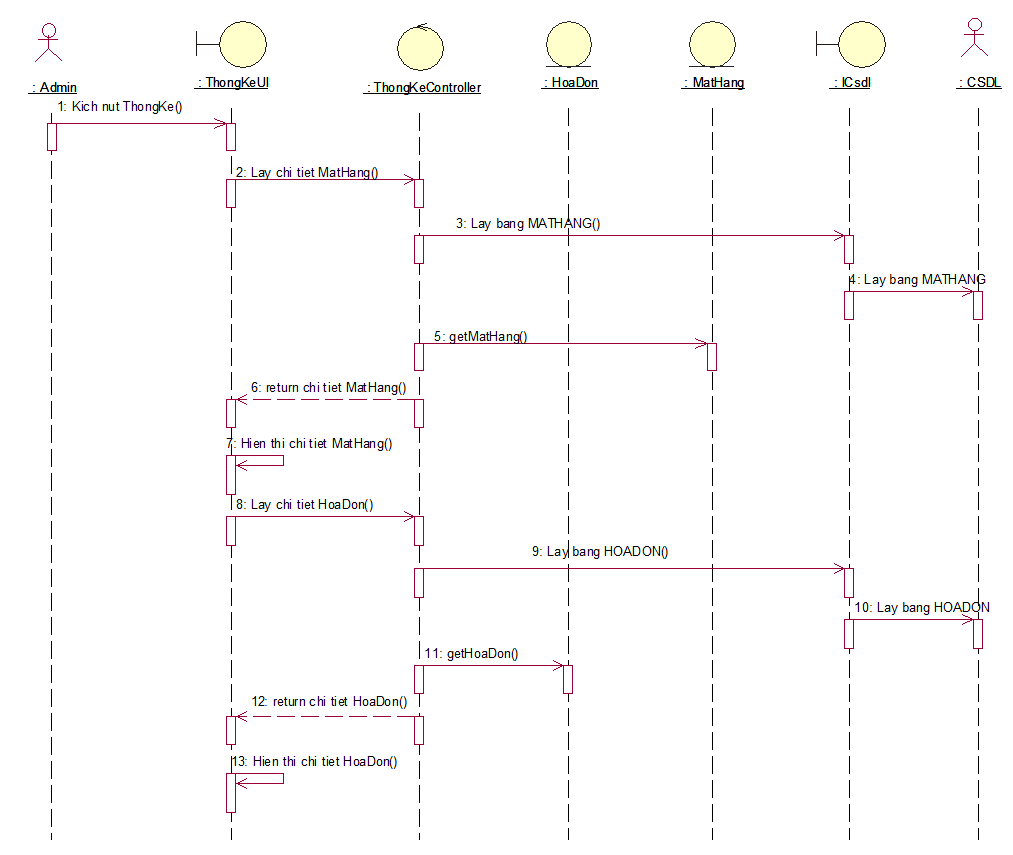 : Admin
: ThongKeUI
: ThongKeController
: HoaDon
: MatHang
: ICsdl
: CSDL
1: Kich nut ThongKe()
2: Lay chi tiet MatHang()
3: Lay bang MATHANG()
4: Lay bang MATHANG
5: getMatHang()
6: return chi tiet MatHang()
7: Hien thi chi tiet MatHang()
8: Lay chi tiet HoaDon()
9: Lay bang HOADON()
10: Lay bang HOADON
11: getHoaDon()
12: return chi tiet HoaDon()
13: Hien thi chi tiet HoaDon()